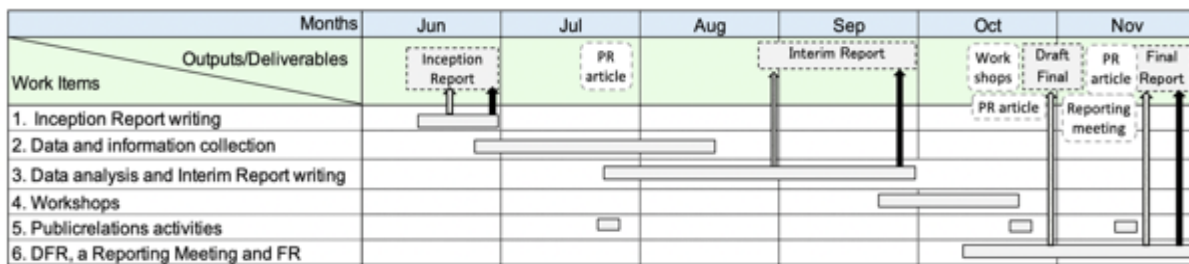 Months Jun Jul Aug Sep Oct Nov
Outputs/Deliverables
Work Items
Inception
Report
PR
article
Interim Report
Work
shops
PR article
Draft
Final
PR
article
Reporting
meeting
Final
Report
1. Inception Report writing
2. Data and information collection
3. Data analysis and Interim Report writing
4. Workshops
5. Publicrelations activities
6. DFR, a Reporting Meeting and FR